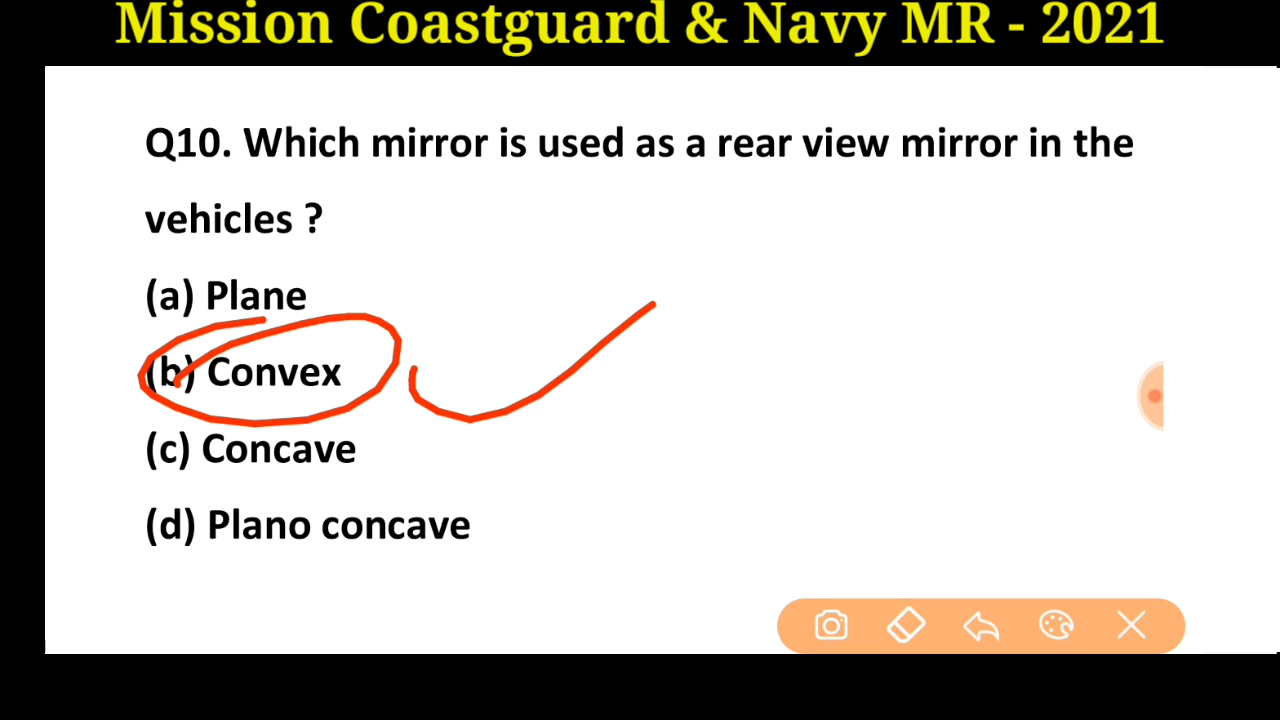 Mission Coastguard & Navy MR - 2021
Q10. Which mirror is used as a rear view mirror in the
vehicles ?
(a) Plane
(b) Convex
(c) Concave
(d) Plano concave